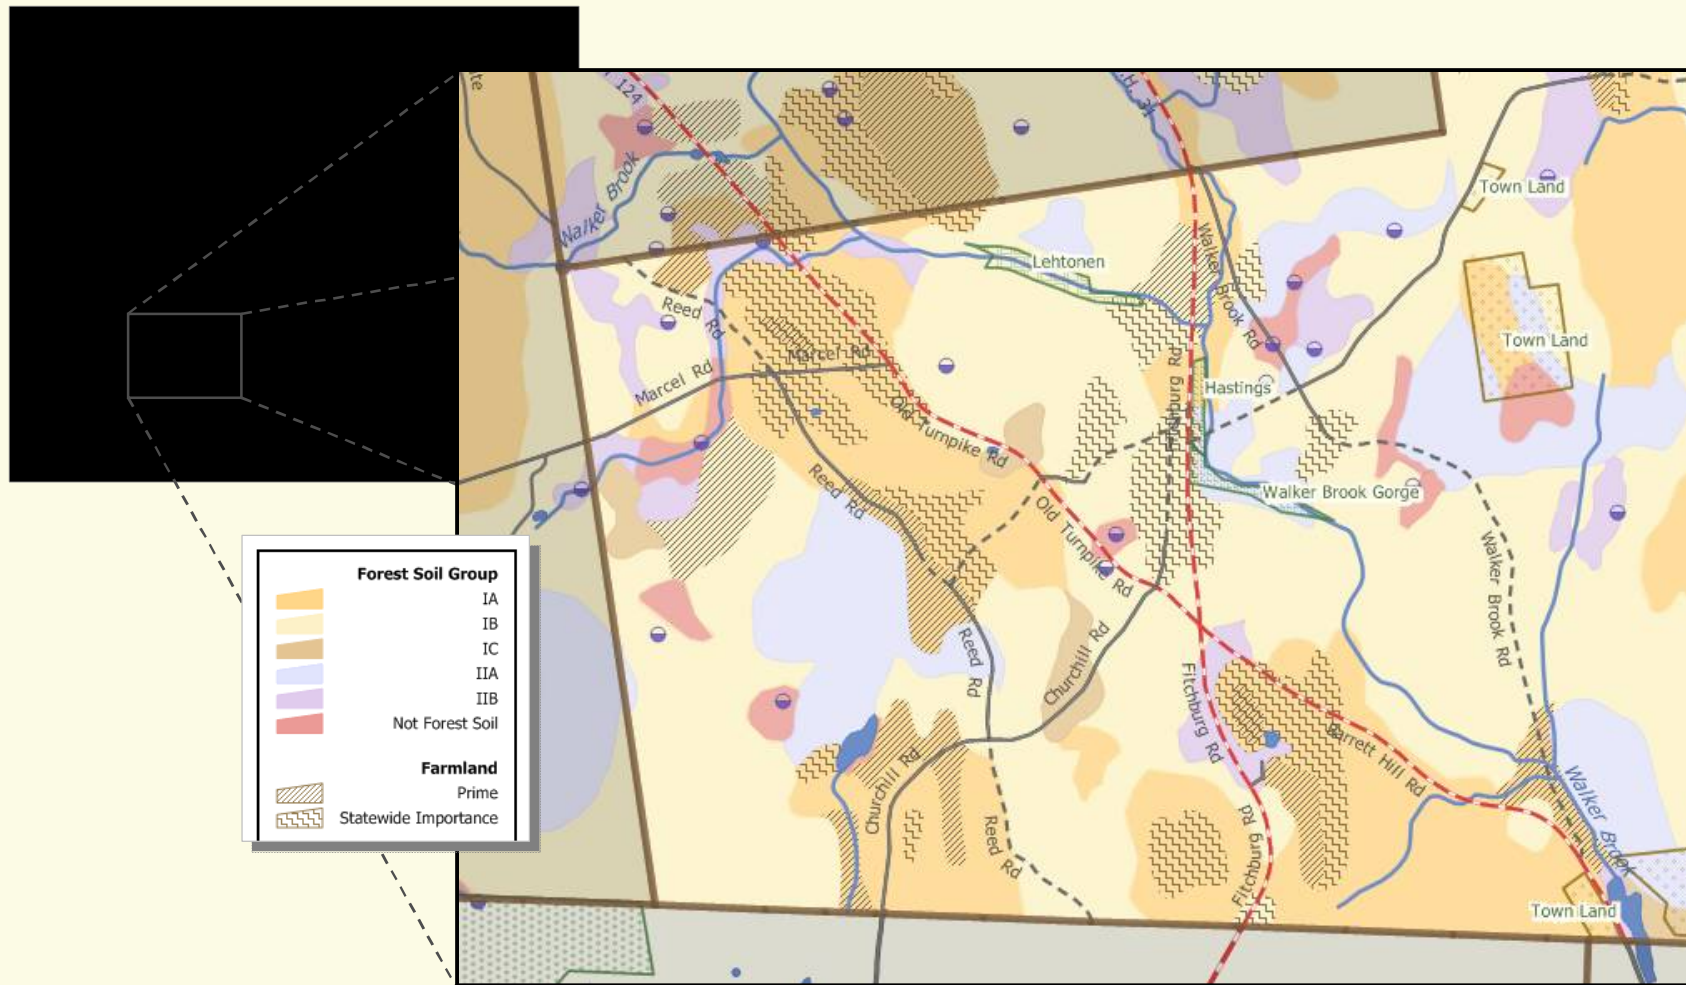 124
Walker Brook
Town Land
Lehtonen
Walker Brook Rd
Reed Rd
Town Land
Marcel Rd
Marcel Rd
Fitchburg Rd
Hastings
Old Turnpike Rd
Reed Rd
Walker Brook Gorge
Old Turnpike Rd
Walker Brook Rd
Reed Rd
Churchill Rd
Fitchburg Rd
Barrett Hill Rd
Churchill Rd
Reed Rd
Fitchburg Rd
Walker Brook
Town Land
Forest Soil Group
IA
IB
IC
IIA
IIB
Not Forest Soil
Farmland
Prime
Statewide Importance